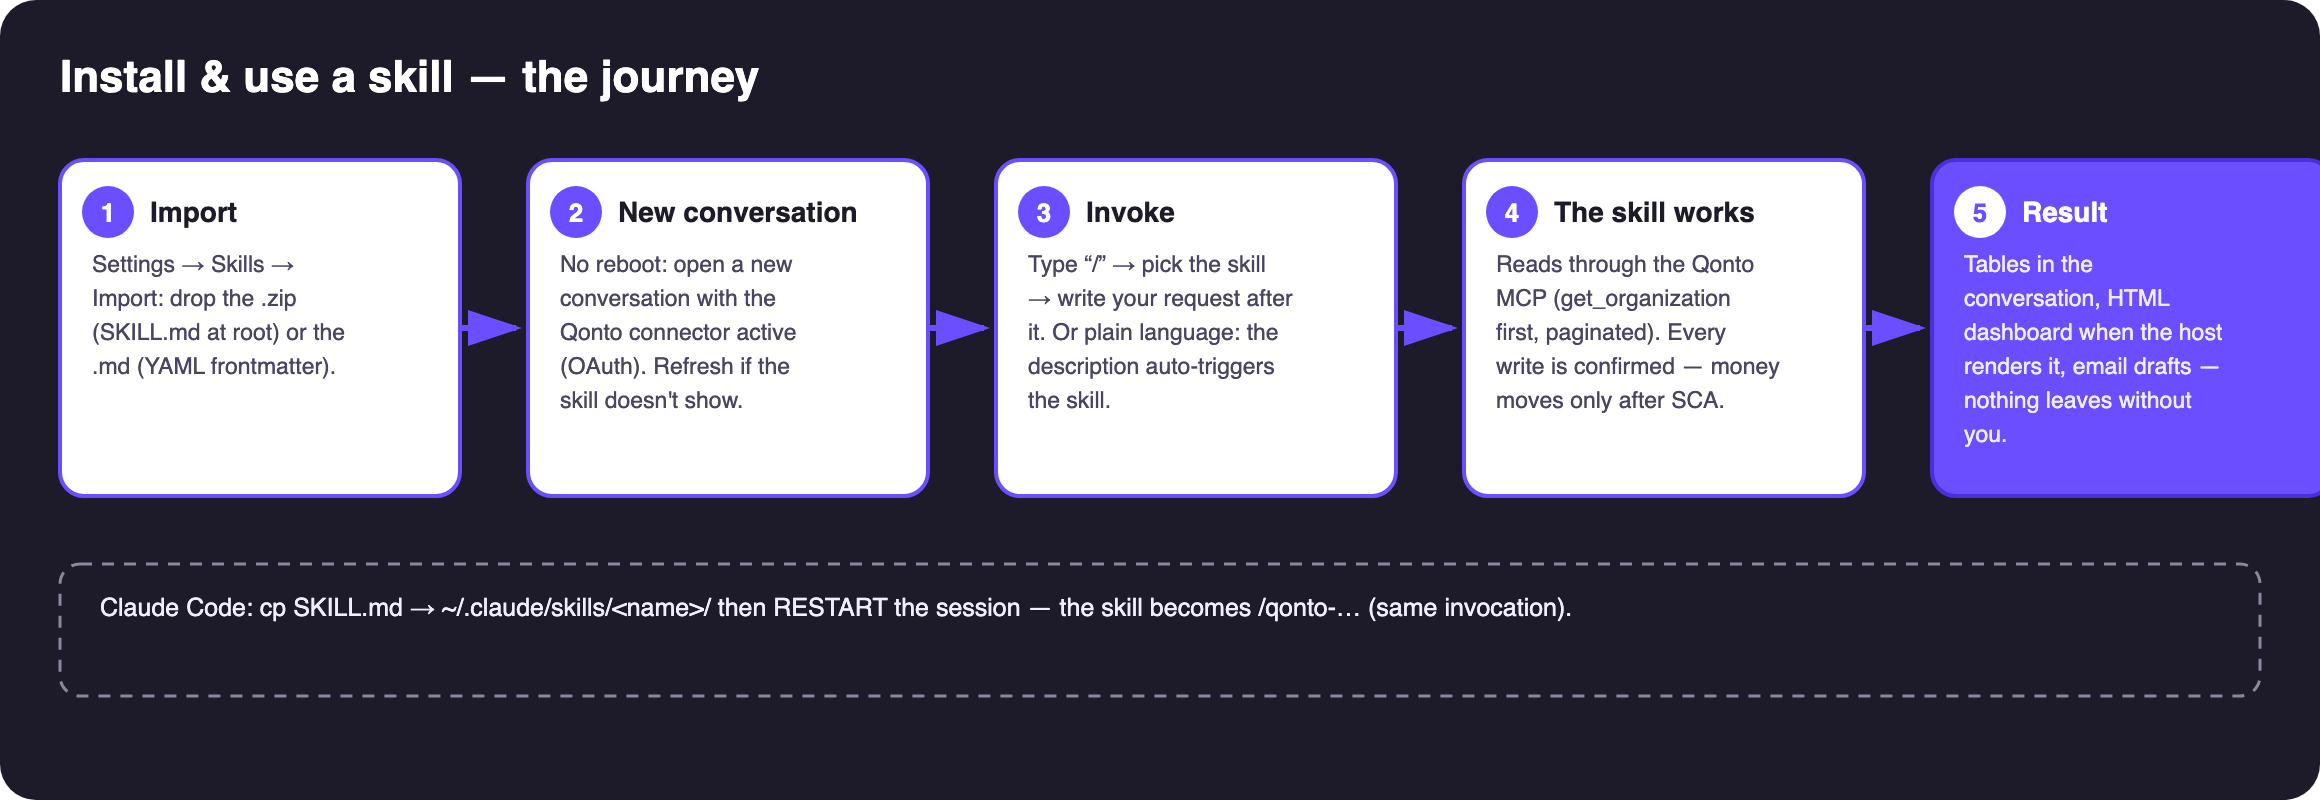 Install & use a skill — the journey
1 Import
Settings → Skills →
Import: drop the .zip
(SKILL.md at root) or the
.md (YAML frontmatter).
2 New conversation
No reboot: open a new
conversation with the
Qonto connector active
(OAuth). Refresh if the
skill doesn't show.
3 Invoke
Type “/” → pick the skill
→ write your request after
it. Or plain language: the
description auto-triggers
the skill.
4 The skill works
Reads through the Qonto
MCP (get_organization
first, paginated). Every
write is confirmed — money
moves only after SCA.
5 Result
Tables in the
conversation, HTML
dashboard when the host
renders it, email drafts —
nothing leaves without
you.
Claude Code: cp SKILL.md → ~/.claude/skills/<name>/ then RESTART the session — the skill becomes /qonto-… (same invocation).